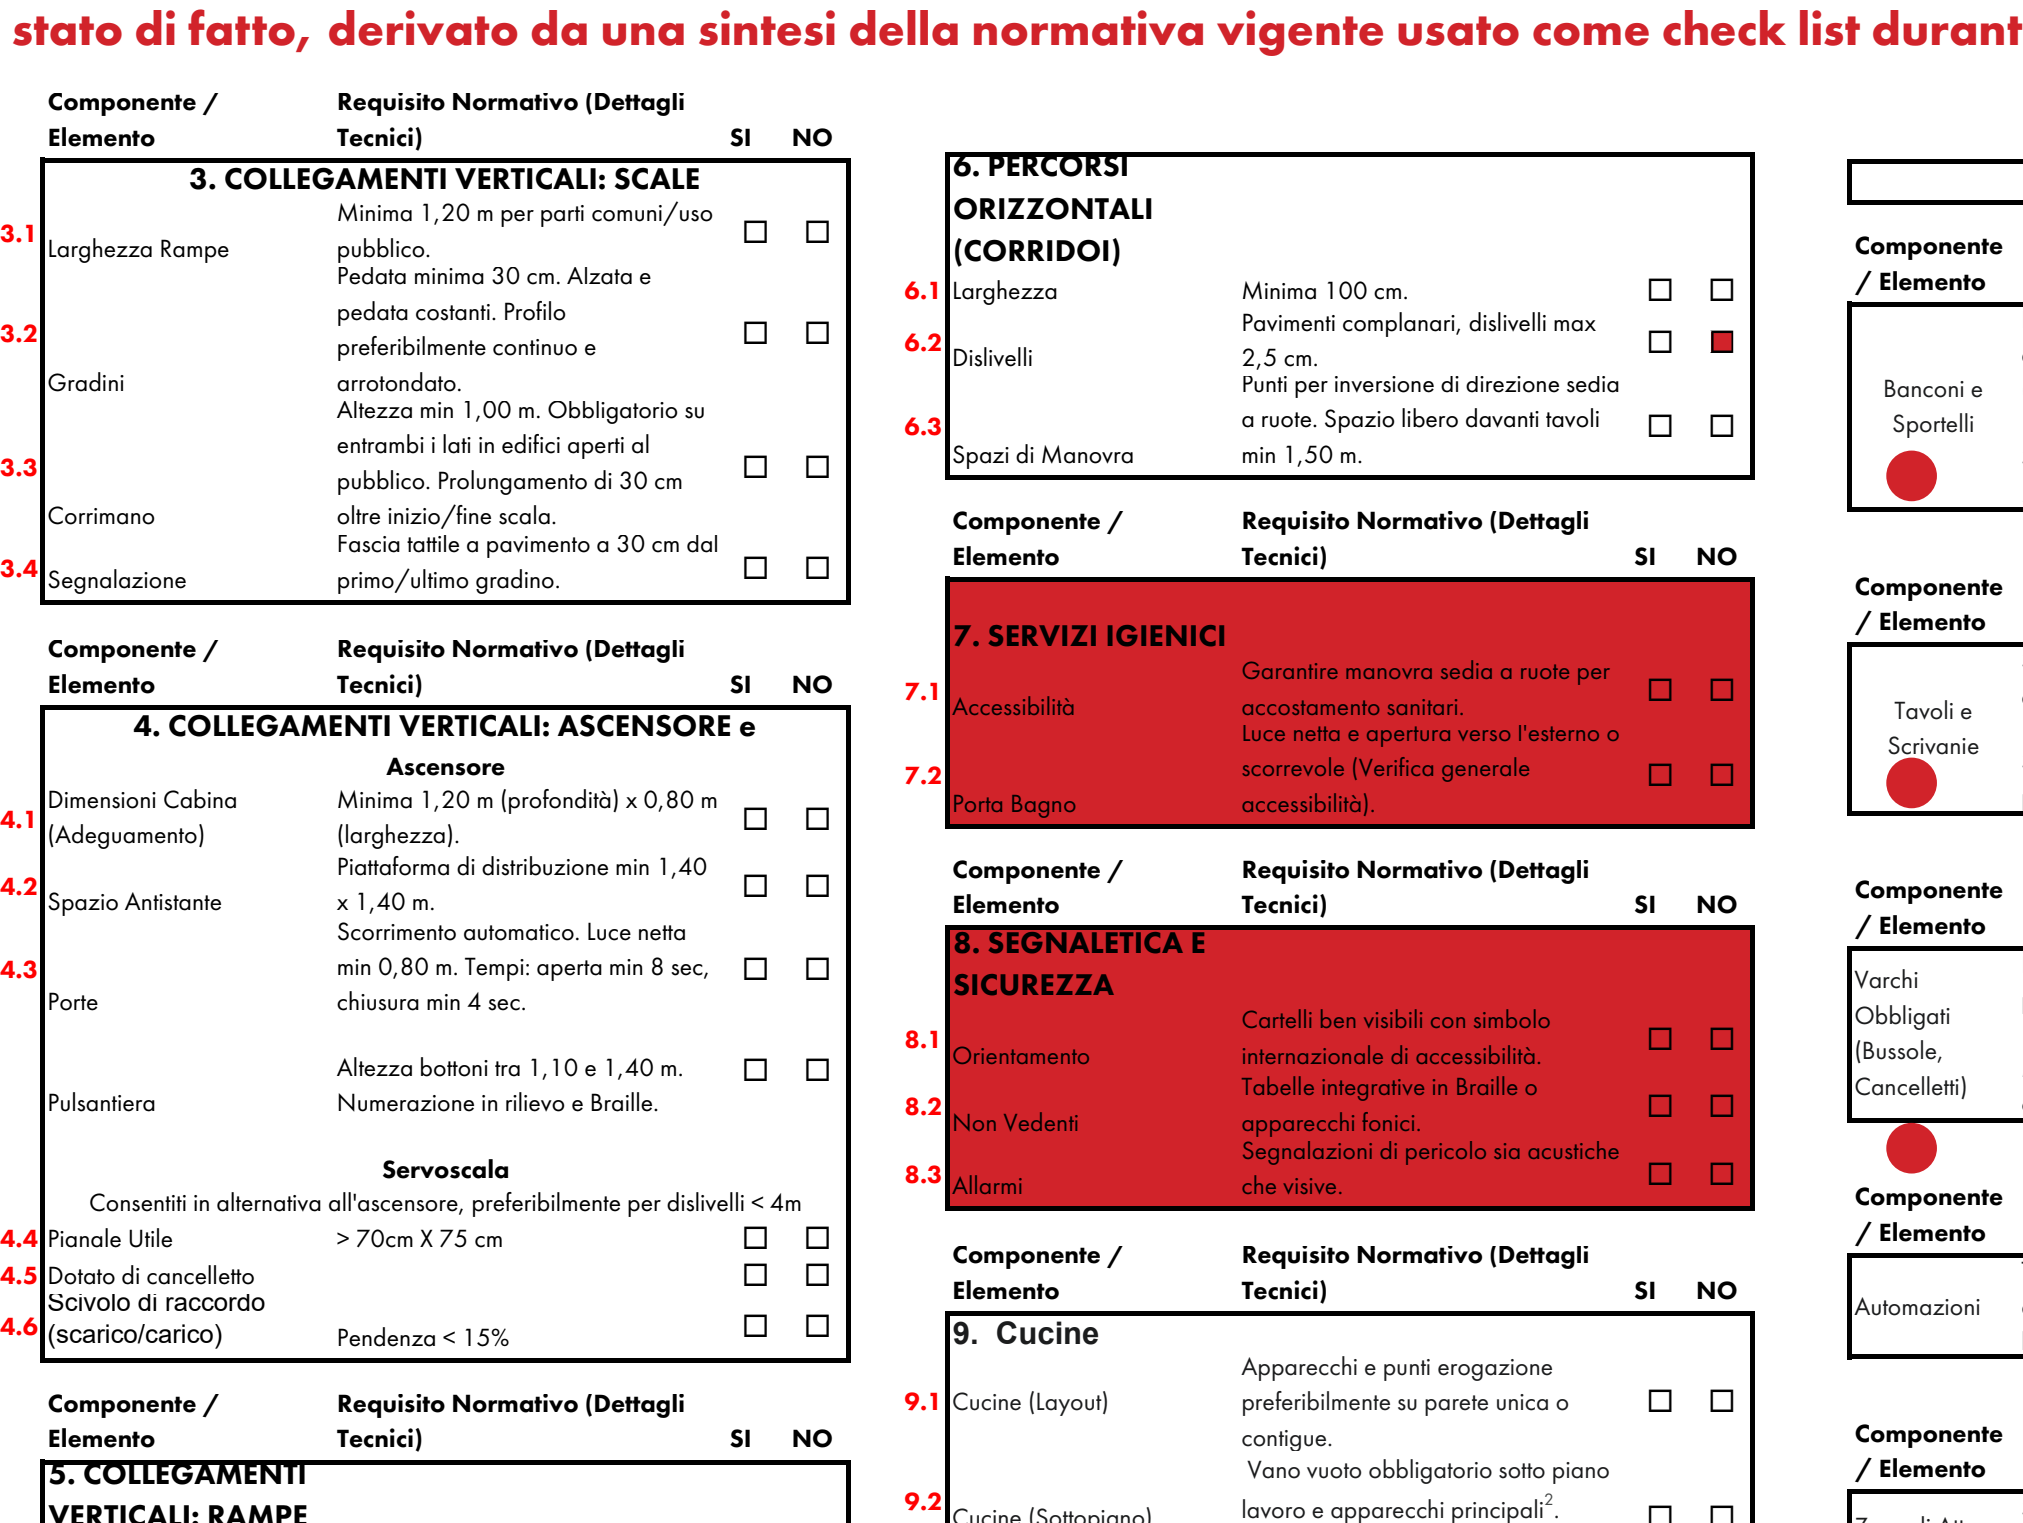 stato di fatto, derivato da una sintesi della normativa vigente usato come check list durant
Componente / Requisito Normativo (Dettagli
Elemento Tecnici) SI NO
3. COLLEGAMENTI VERTICALI: SCALE
Minima 1,20 m per parti comuni/uso
3.1
Larghezza Rampe pubblico.
Pedata minima 30 cm. Alzata e
pedata costanti. Profilo
3.2
preferibilmente continuo e
Gradini arrotondato.
Altezza min 1,00 m. Obbligatorio su
entrambi i lati in edifici aperti al
3.3
pubblico. Prolungamento di 30 cm
Corrimano oltre inizio/fine scala.
Fascia tattile a pavimento a 30 cm dal
3.4
Segnalazione primo/ultimo gradino.
Componente / Requisito Normativo (Dettagli
Elemento Tecnici) SI NO
4. COLLEGAMENTI VERTICALI: ASCENSORE e
Ascensore
Dimensioni Cabina Minima 1,20 m (profondità) x 0,80 m
4.1
(Adeguamento) (larghezza).
Piattaforma di distribuzione min 1,40
4.2
Spazio Antistante x 1,40 m.
Scorrimento automatico. Luce netta
4.3 min 0,80 m. Tempi: aperta min 8 sec,
Porte chiusura min 4 sec.
Altezza bottoni tra 1,10 e 1,40 m.
Pulsantiera Numerazione in rilievo e Braille.
Servoscala
Consentiti in alternativa all'ascensore, preferibilmente per dislivelli < 4m
4.4 Pianale Utile > 70cm X 75 cm
4.5 Dotato di cancelletto
Scivolo di raccordo
4.6 (scarico/carico) Pendenza < 15%
Componente / Requisito Normativo (Dettagli
Elemento Tecnici) SI NO
5. COLLEGAMENTI
VERTICALI: RAMPE
6. PERCORSI
ORIZZONTALI
(CORRIDOI)
6.1 Larghezza Minima 100 cm.
Pavimenti complanari, dislivelli max
6.2
Dislivelli 2,5 cm.
Punti per inversione di direzione sedia
6.3 a ruote. Spazio libero davanti tavoli
Spazi di Manovra min 1,50 m.
Componente / Requisito Normativo (Dettagli
Elemento Tecnici) SI NO
7. SERVIZI IGIENICI
Garantire manovra sedia a ruote per
7.1
Accessibilità accostamento sanitari.
Luce netta e apertura verso l'esterno o
7.2 scorrevole (Verifica generale
Porta Bagno accessibilità).
Componente / Requisito Normativo (Dettagli
Elemento Tecnici) SI NO
8. SEGNALETICA E
SICUREZZA
Cartelli ben visibili con simbolo
8.1
Orientamento internazionale di accessibilità.
Tabelle integrative in Braille o
8.2
Non Vedenti apparecchi fonici.
Segnalazioni di pericolo sia acustiche
8.3
Allarmi che visive.
Componente / Requisito Normativo (Dettagli
Elemento Tecnici) SI NO
9. Cucine
Apparecchi e punti erogazione
9.1 Cucine (Layout) preferibilmente su parete unica o
contigue.
Vano vuoto obbligatorio sotto piano
9.2 lavoro e apparecchi principali².
Cucine (Sottopiano)
Componente
/ Elemento
Banconi e
Sportelli
Componente
/ Elemento
Tavoli e
Scrivanie
Componente
/ Elemento
Varchi
Obbligati
(Bussole,
Cancelletti)
Componente
/ Elemento
Automazioni
Componente
/ Elemento